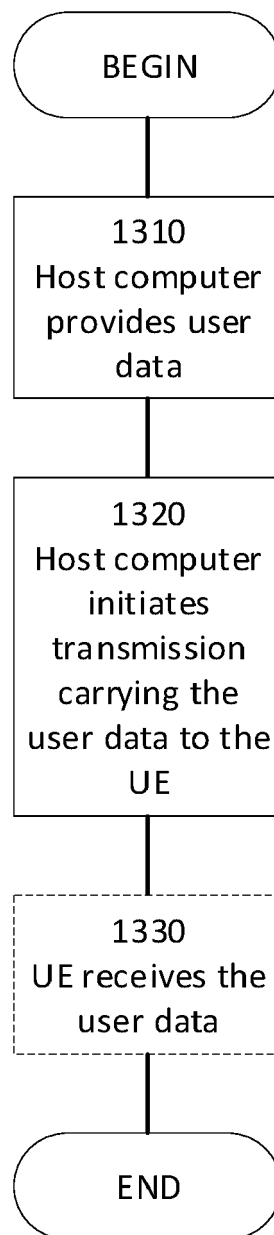 BEGIN
1310
Host computer
provides user
data
1320
Host computer
initiates
transmission
carrying the
user data to the
UE
1330
UE receives the
user data
END